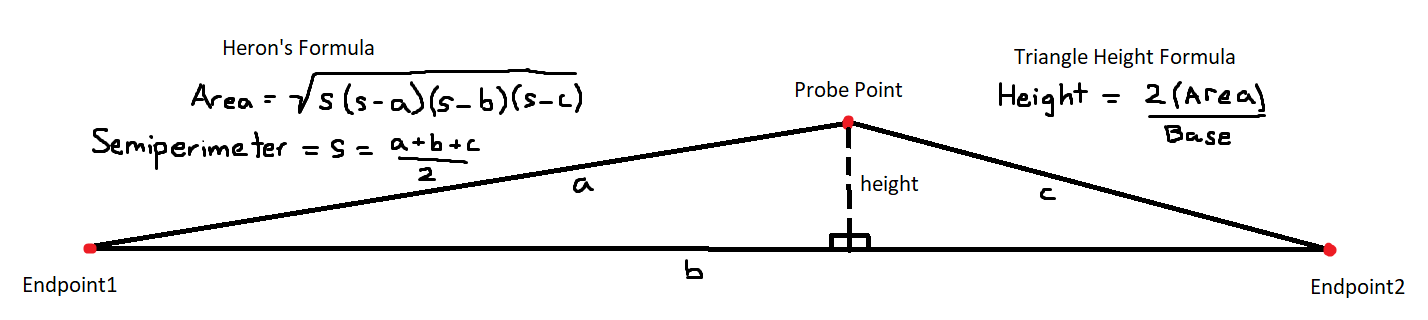 Heron's Formula
Area = √s(s-a)(s-b)(s-c)
Semiperimeter = s = a+b+c
2
Triangle Height Formula
Height = 2(Area)
Base
Probe Point
a
height
c
b
Endpoint1
Endpoint2